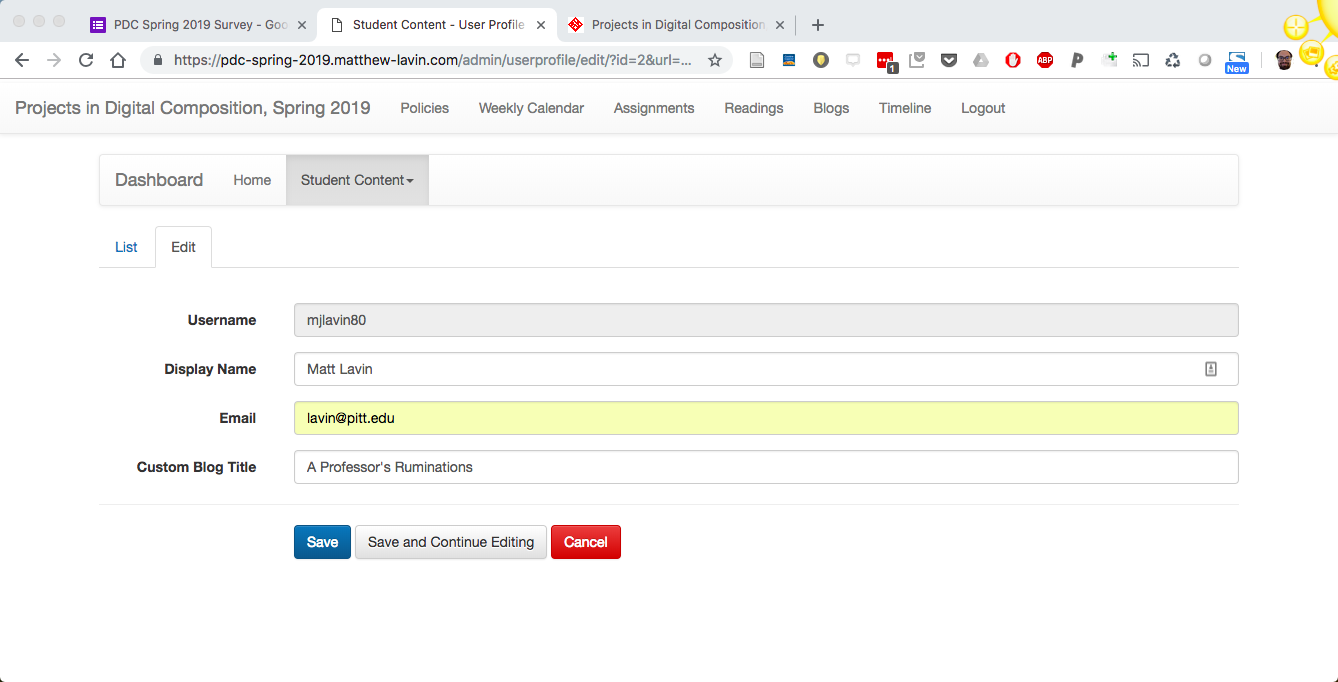 PDC Spring 2019 Survey - Goo
Student Content - User Profile
Projects in Digital Composition
https://pdc-spring-2019.matthew-lavin.com/admin/userprofile/edit/?id=2&url=...
1
ABP
New
Projects in Digital Composition, Spring 2019 Policies Weekly Calendar Assignments Readings Blogs Timeline Logout
Dashboard Home Student Content
List Edit
Username mjlavin80
Display Name Matt Lavin
Email lavin@pitt.edu
Custom Blog Title A Professor's Ruminations
Save Save and Continue Editing Cancel